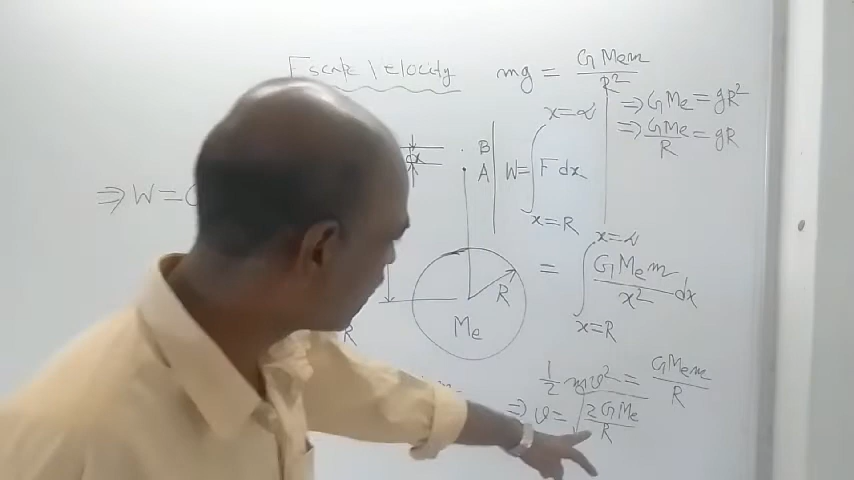 Escape Velocity
mg = GMem/R²
⇒ GMe = gR²
⇒ GMe/R = gR
⇒ W =
dx
B
A
W = ∫ F dx
x=∝
x=R
R
Me
= ∫ GMem/x² dx
x=∝
x=R
R
1/2 mv² = GMem/R
⇒ v = √2GMe/R